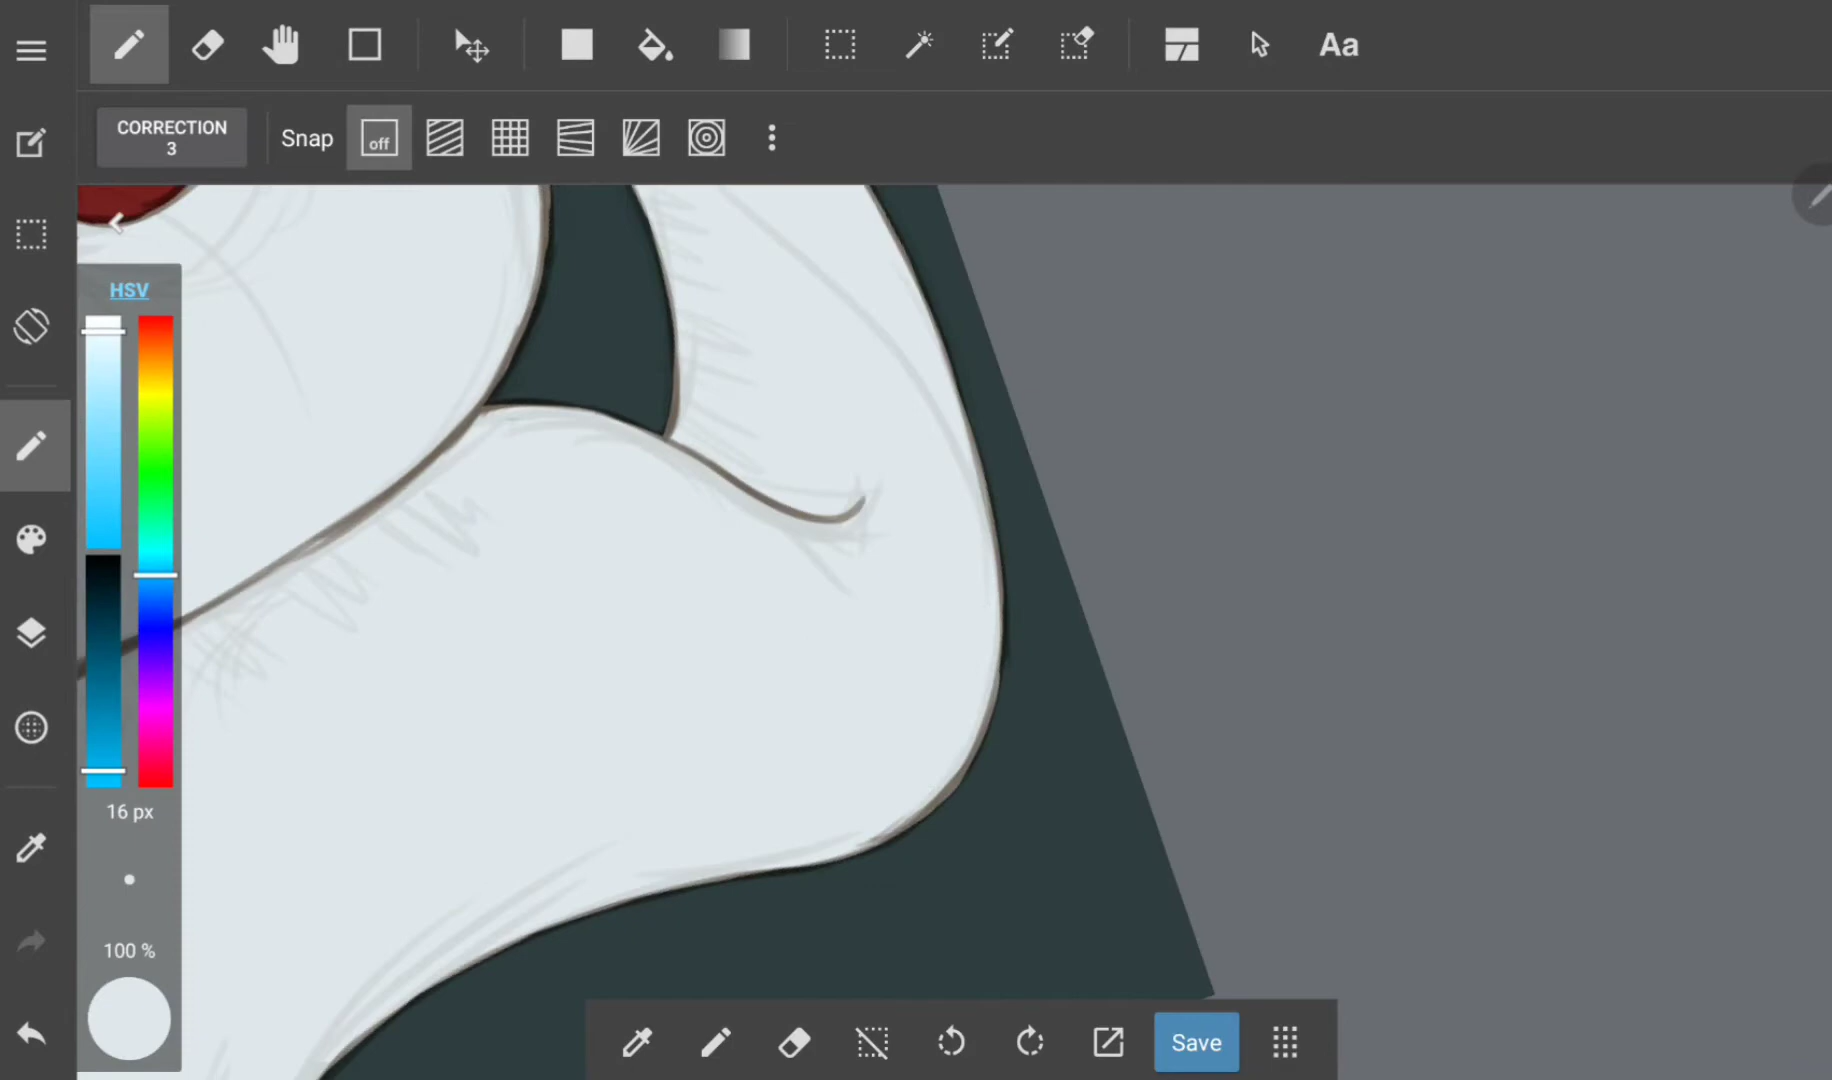 Aa
CORRECTION
3
Snap
off
HSV
16 px
100 %
Save